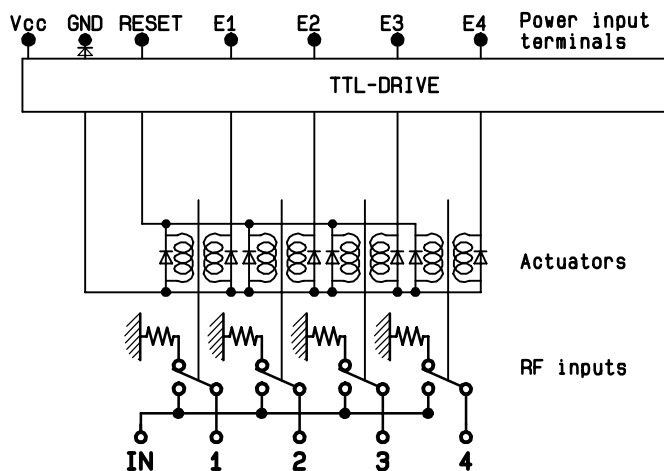 Vcc GND RESET E1 E2 E3 E4 Power input
terminals
TTL-DRIVE
Actuators
RF inputs
IN 1 2 3 4